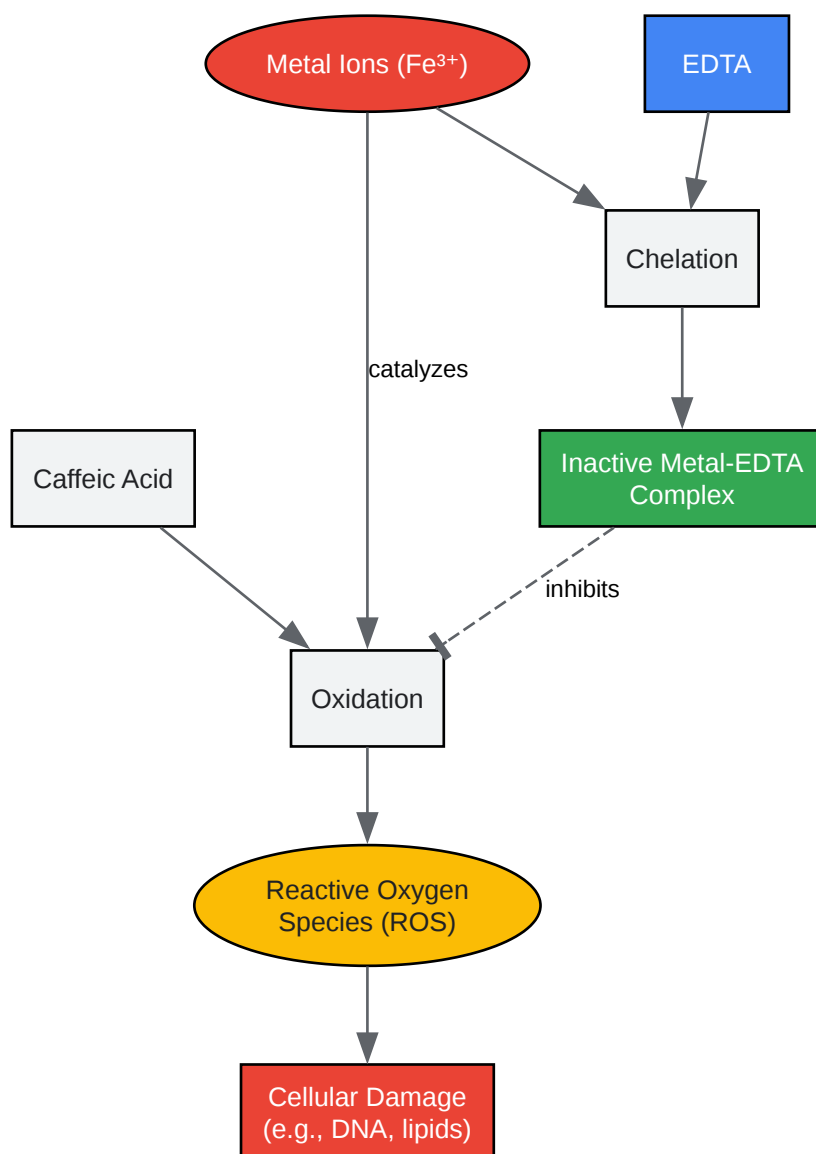 Metal Ions (Fe³⁺)
EDTA
Chelation
catalyzes
Caffeic Acid
Inactive Metal-EDTA
Complex
inhibits
Oxidation
Reactive Oxygen
Species (ROS)
Cellular Damage
(e.g., DNA, lipids)